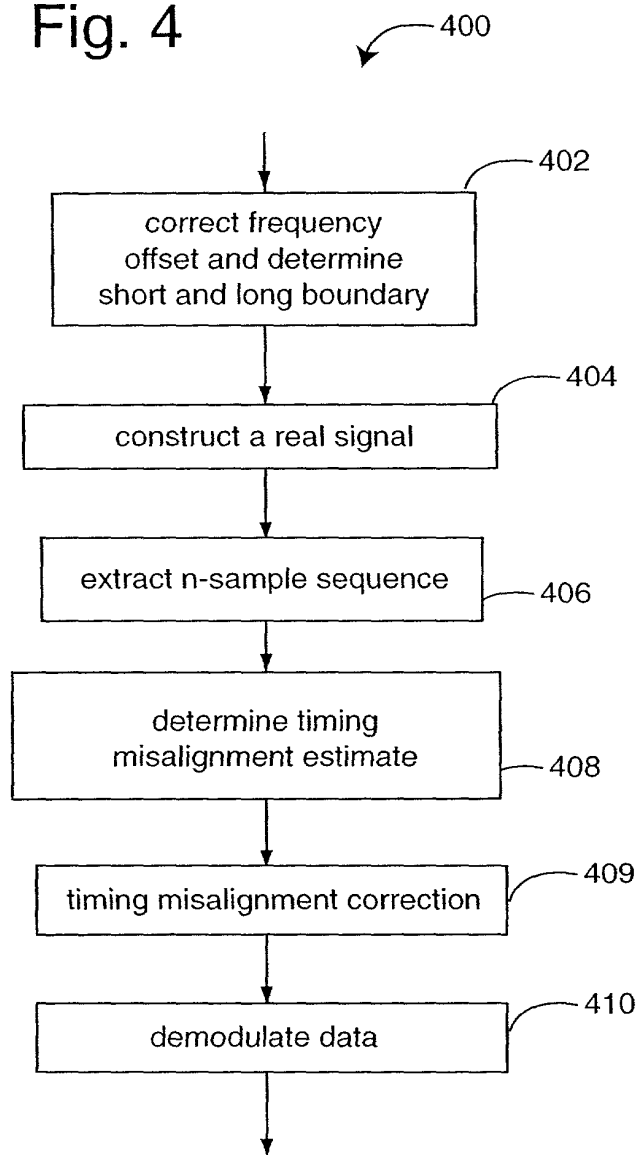 Fig. 4
400
402
correct frequency
offset and determine
short and long boundary
404
construct a real signal
extract n-sample sequence
406
determine timing
misalignment estimate
408
409
timing misalignment correction
410
demodulate data